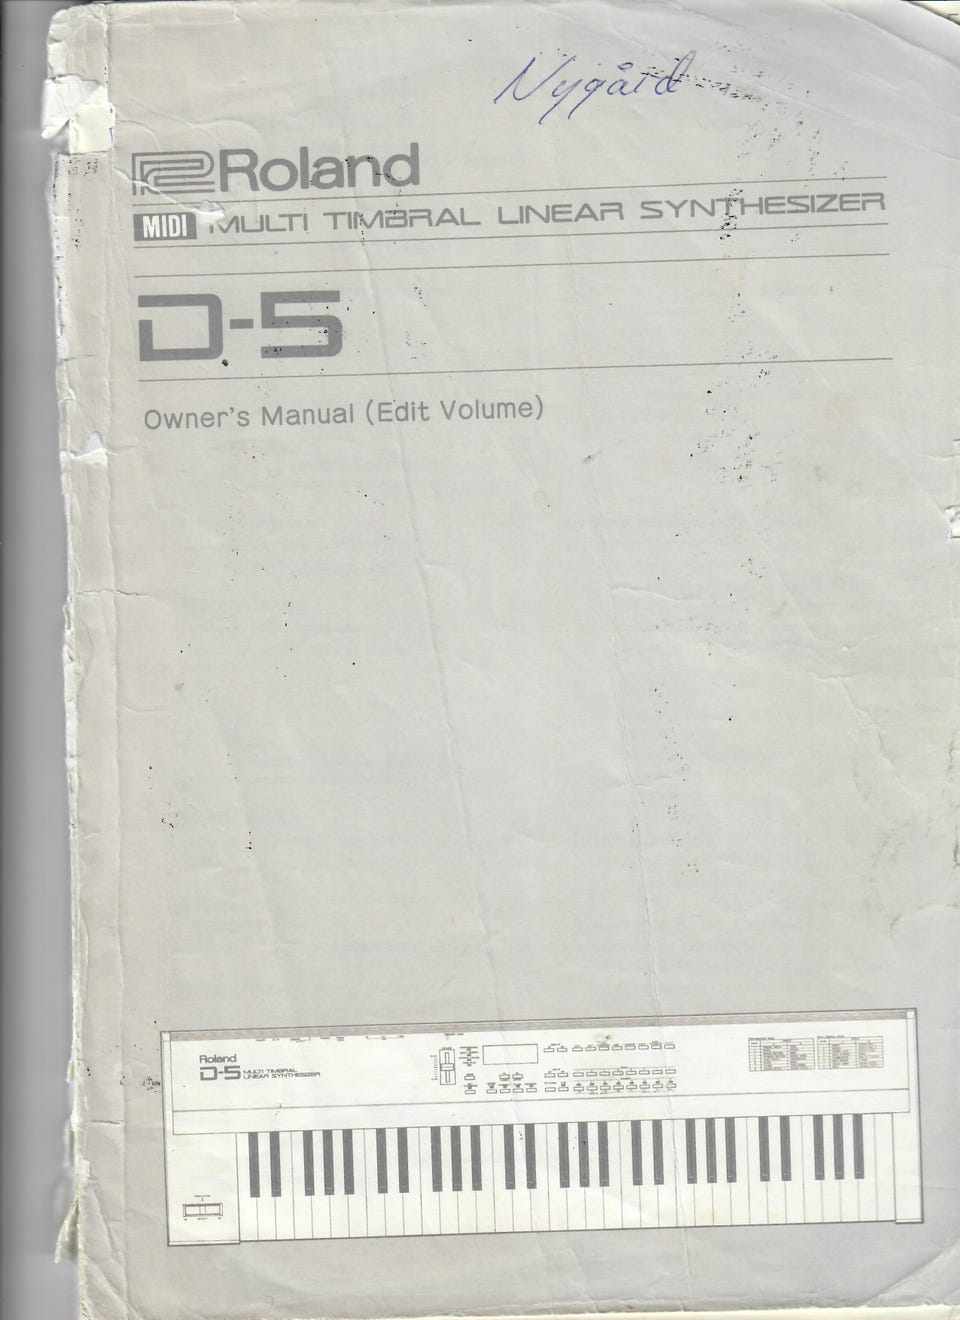 Nygård
Roland
MIDI MULTI TIMBRAL LINEAR SYNTHESIZER
D-5
Owner's Manual (Edit Volume)
Roland
D-5 MULTI TIMBRAL
LINEAR SYNTHESIZER